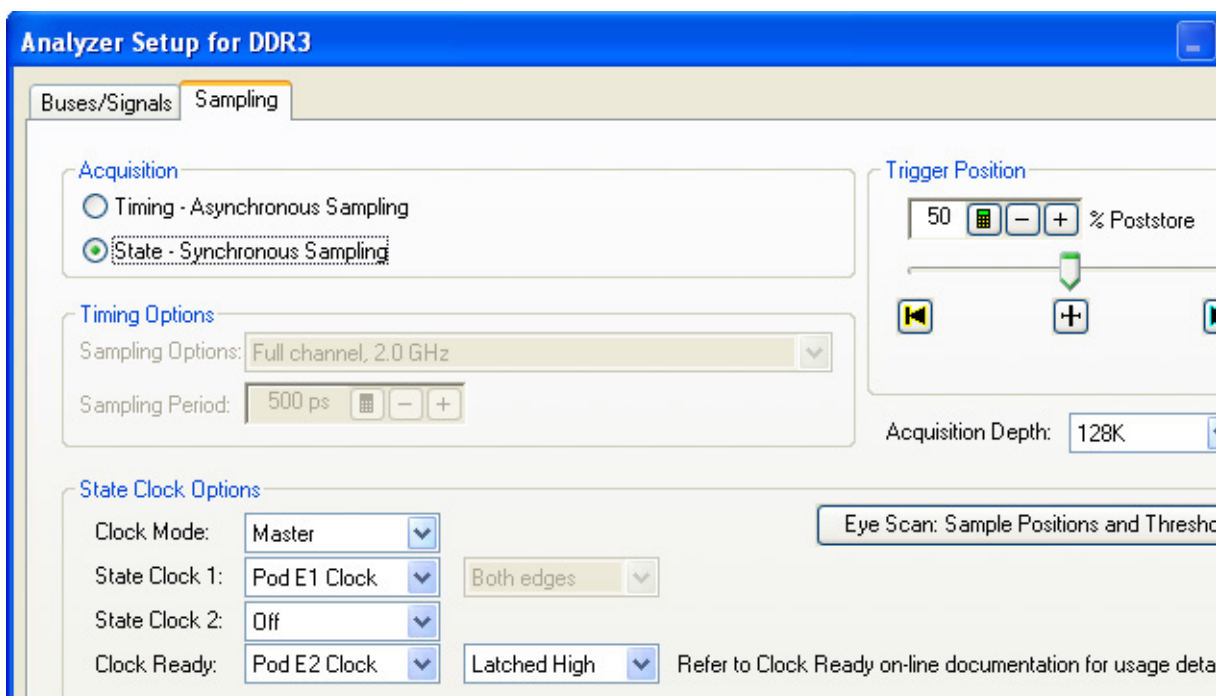 Analyzer Setup for DDR3
Buses/Signals Sampling
Acquisition
Timing - Asynchronous Sampling
State - Synchronous Sampling
Trigger Position
50 % Poststore
Timing Options
Sampling Options: Full channel, 2.0 GHz
Sampling Period: 500 ps
Acquisition Depth: 128K
State Clock Options
Eye Scan: Sample Positions and Thresho
Clock Mode: Master
State Clock 1: Pod E1 Clock Both edges
State Clock 2: Off
Clock Ready: Pod E2 Clock Latched High Refer to Clock Ready on-line documentation for usage deta